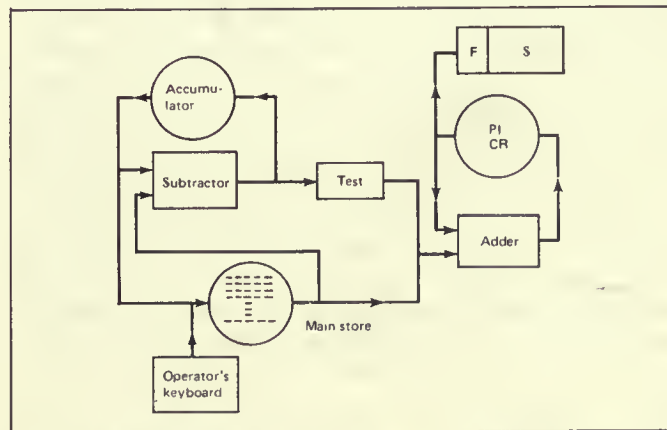 F S
Accumu-
lator
PI
CR
Subtractor
Test
Adder
Main store
Operator's
keyboard